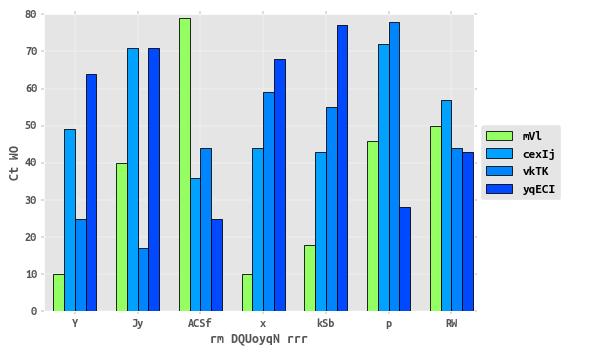 80
70
60
50
40
30
20
10
0
Ct WO
Y Jy ACSf x kSb p RW
rm DQUoyqN rrr
mVl
cexIj
vkTK
yqECI